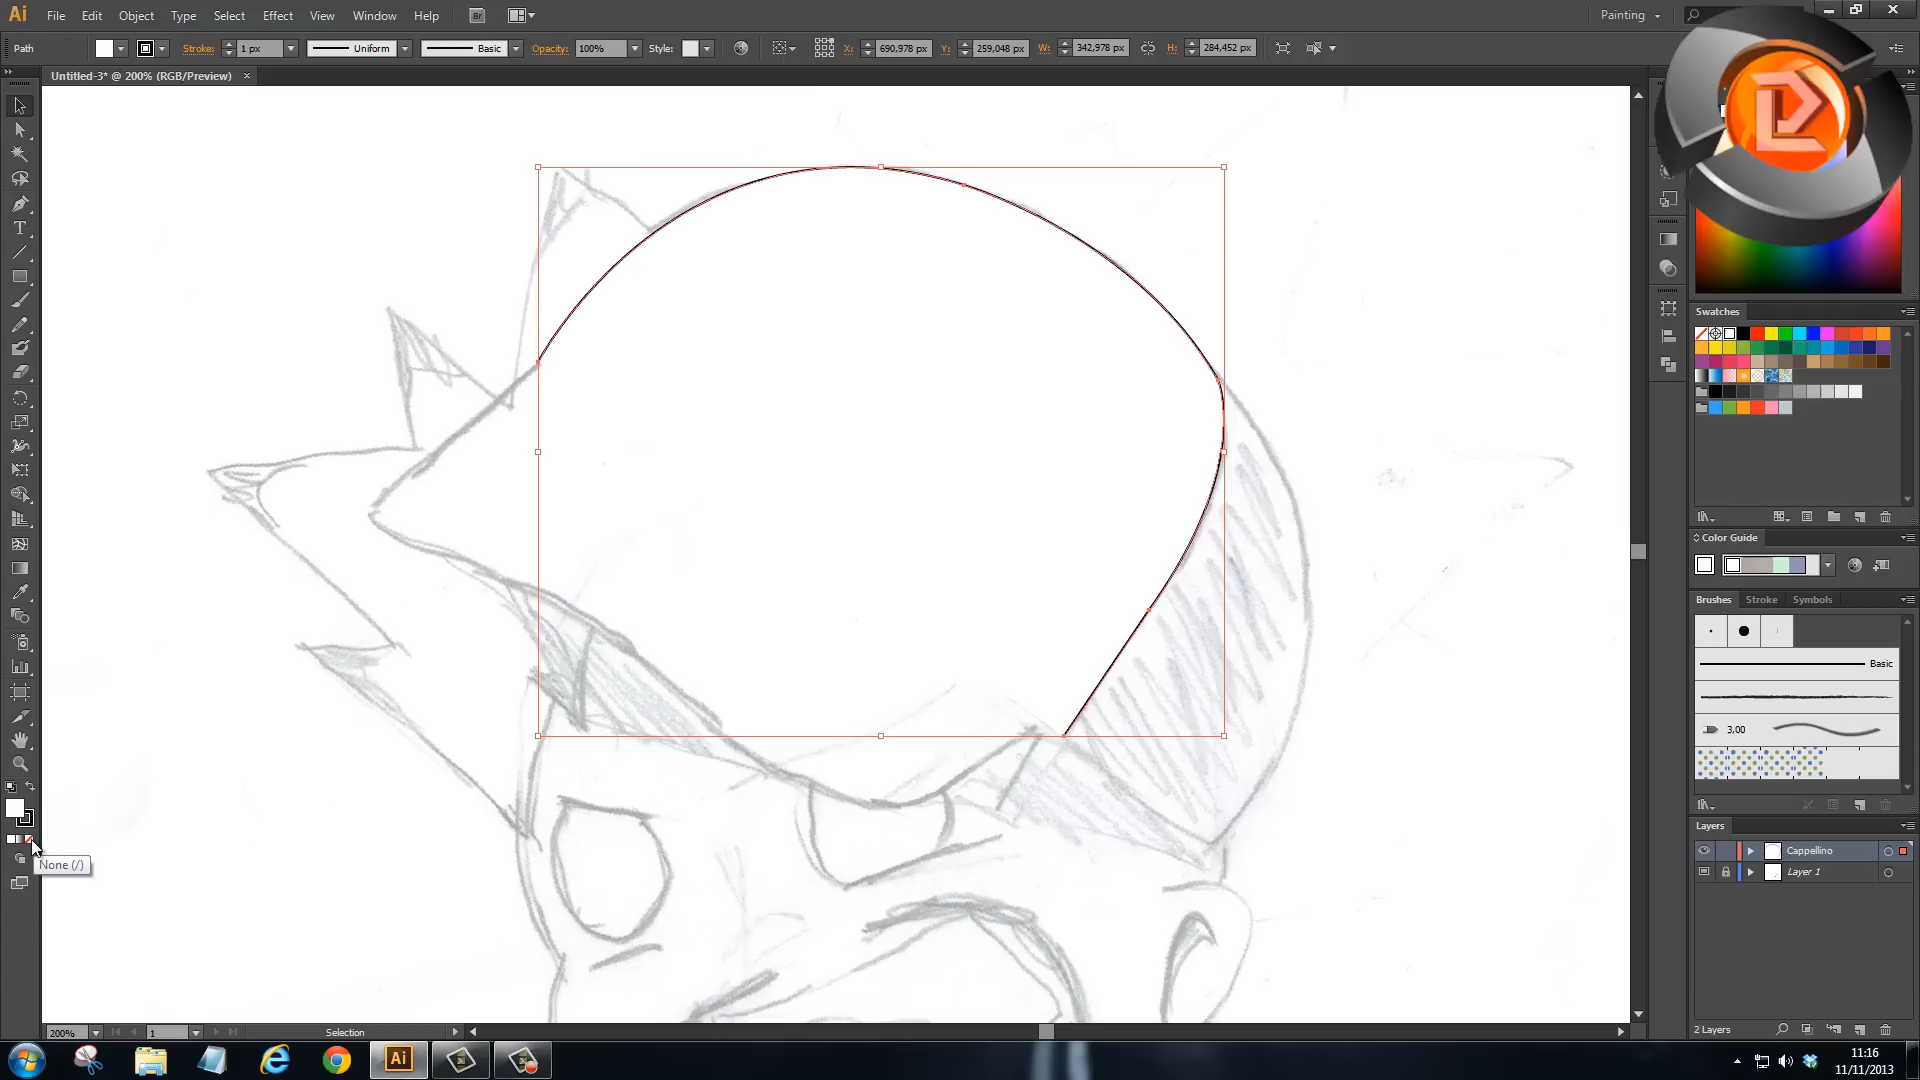 Ai File Edit Object Type Select Effect View Window Help Br Painting
Path Stroke: 1 px Uniform Basic Opacity: 100% Style: X: 690,978 px Y: 259,048 px W: 342,978 px H: 284,452 px
Untitled-3* @ 200% (RGB/Preview) ×
Swatches
Color Guide
Brushes Stroke Symbols
Basic
3,00
Layers
Cappellino
Layer 1
None (/)
2 Layers
200% 1 Selection
Ai
11:16
11/11/2013